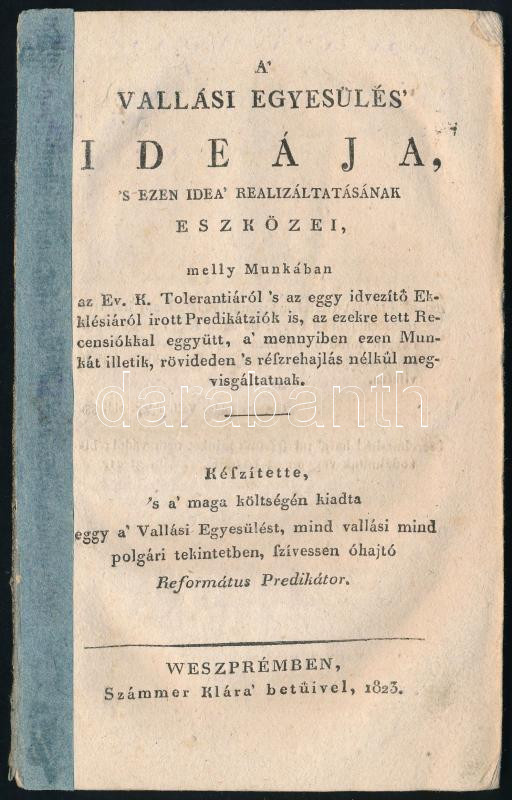 A'
VALLÁSI EGYESÜLÉS'
IDEÁJA,
'S EZEN IDEA' REALIZÁLTATÁSÁNAK
ESZKÖZEI,
melly Munkában
az Ev. K. Tolerantiáról 's az eggy idvezítő Ek-
klésiáról irott Predikátziók is, az ezekre tett Re-
censiókkal eggyütt, a' mennyiben ezen Mun-
kát illetik, rövideden 's réſzrehajlás nélkül meg-
visgáltatnak.
darabanth
Kéſzítette,
's a' maga költségén kiadta
eggy a' Vallási Egyesülést, mind vallási mind
polgári tekintetben, ſzívessen óhajtó
Református Predikátor.
WESZPRÉMBEN,
Számmer Klára' betűivel, 1823.